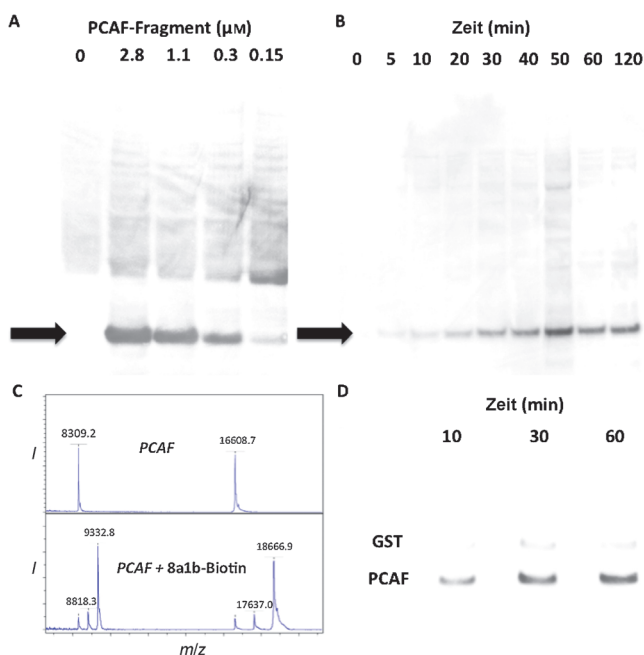 A
PCAF-Fragment (µM)
0 2.8 1.1 0.3 0.15
B
Zeit (min)
0 5 10 20 30 40 50 60 120
C
I
8309.2
PCAF
16608.7
I
9332.8
PCAF + 8a1b-Biotin
18666.9
8818.3
17637.0
m/z
D
Zeit (min)
10 30 60
GST
PCAF